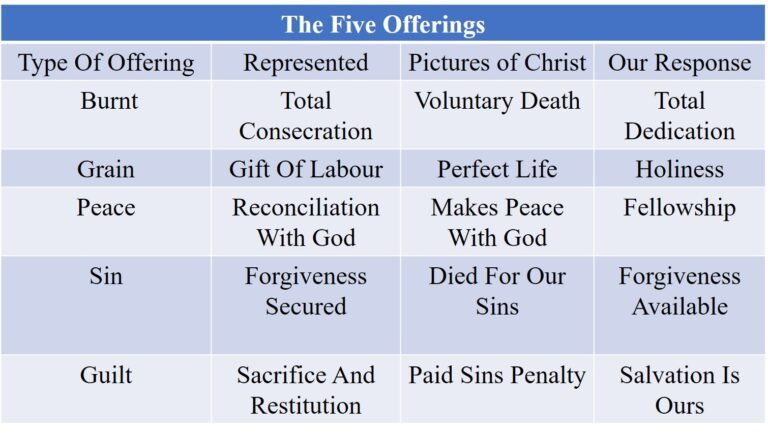 The Five Offerings
Type Of Offering Represented Pictures of Christ Our Response
Burnt Total Consecration Voluntary Death Total Dedication
Grain Gift Of Labour Perfect Life Holiness
Peace Reconciliation With God Makes Peace With God Fellowship
Sin Forgiveness Secured Died For Our Sins Forgiveness Available
Guilt Sacrifice And Restitution Paid Sins Penalty Salvation Is Ours